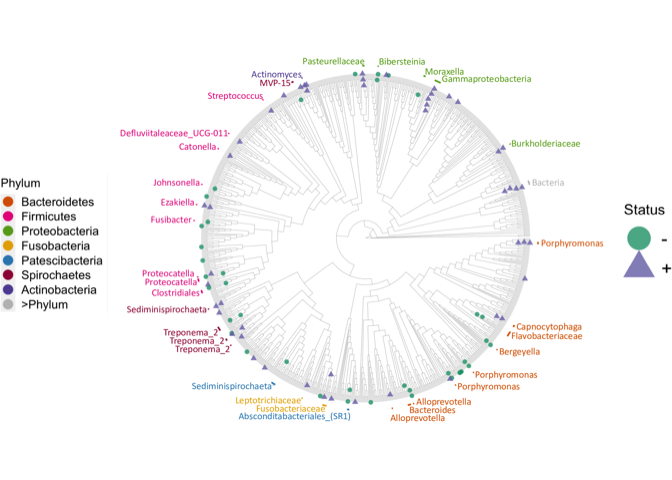 Pasteurellaceae
Bibersteinia
Moraxella
Gammaproteobacteria
Actinomyces
MVP-15
Streptococcus
Defluviitaleaceae_UCG-011
Catonella
Burkholderiaceae
Bacteria
Johnsonella
Ezakiella
Fusibacter
Porphyromonas
Proteocatella
Proteocatella
Clostridiales
Sediminispirochaeta
Treponema_2
Treponema_2
Treponema_2
Capnocytophaga
Flavobacteriaceae
Bergeyella
Porphyromonas
Porphyromonas
Sediminispirochaeta
Leptotrichiaceae
Fusobacteriaceae
Absconditabacteriales_(SR1)
Alloprevotella
Bacteroides
Alloprevotella
Phylum
Bacteroidetes
Firmicutes
Proteobacteria
Fusobacteria
Patescibacteria
Spirochaetes
Actinobacteria
>Phylum
Status
-
+